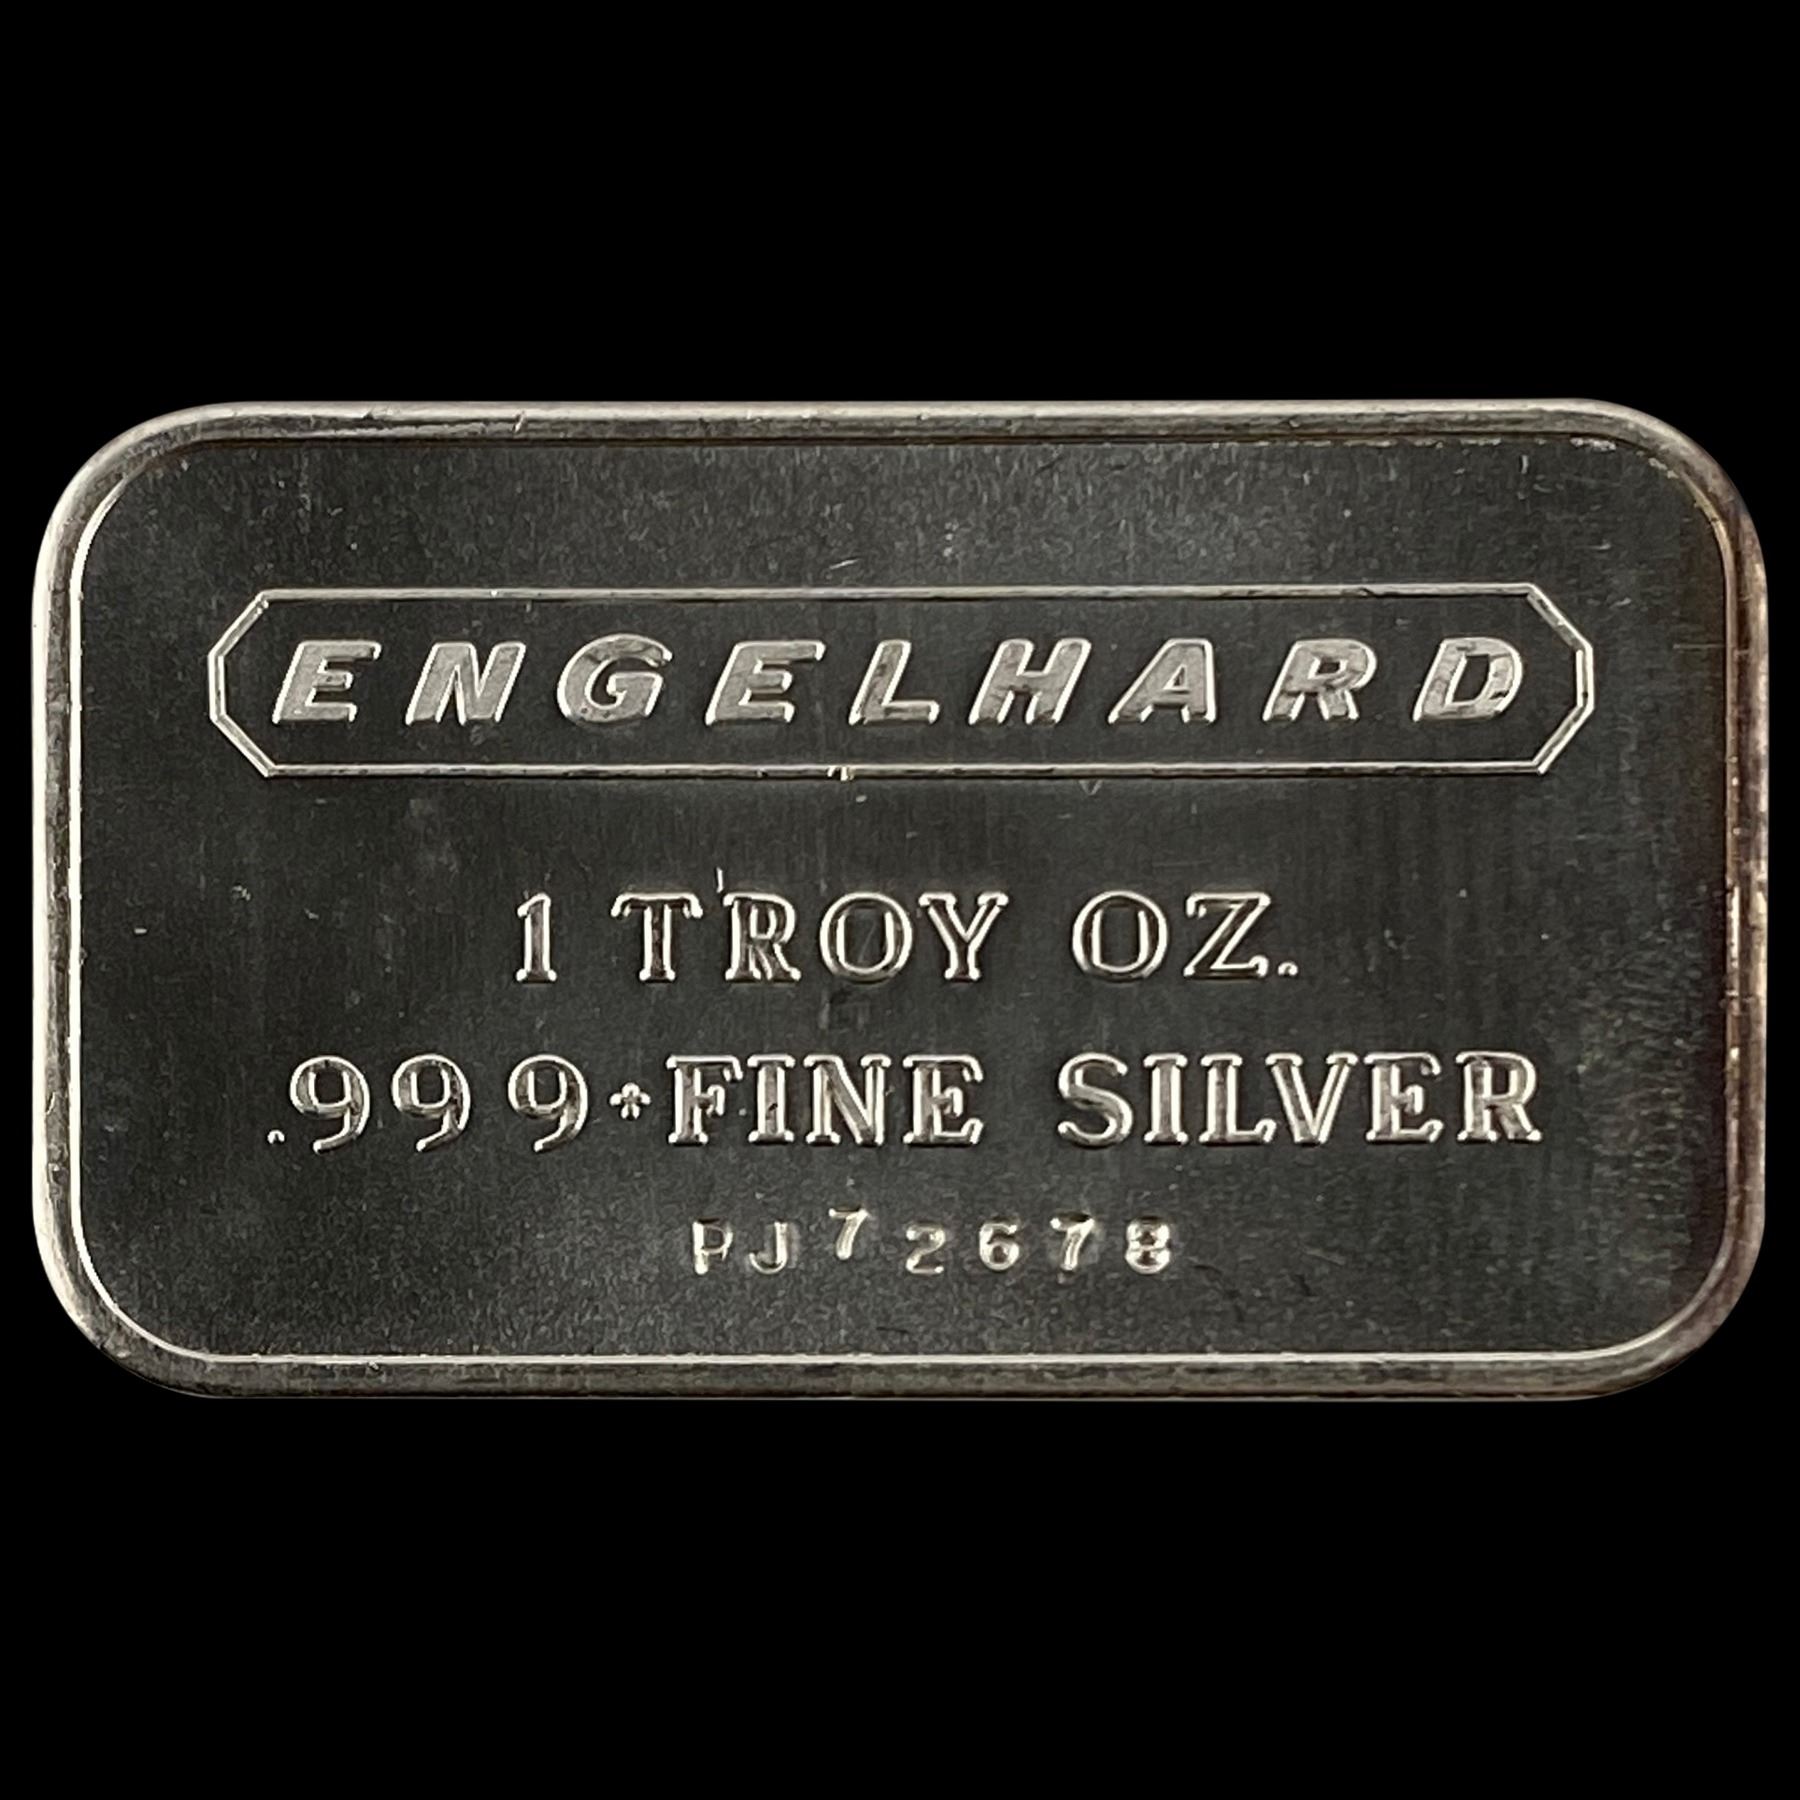 ENGELHARD
1 TROY OZ.
.999+FINE SILVER
PJ72678